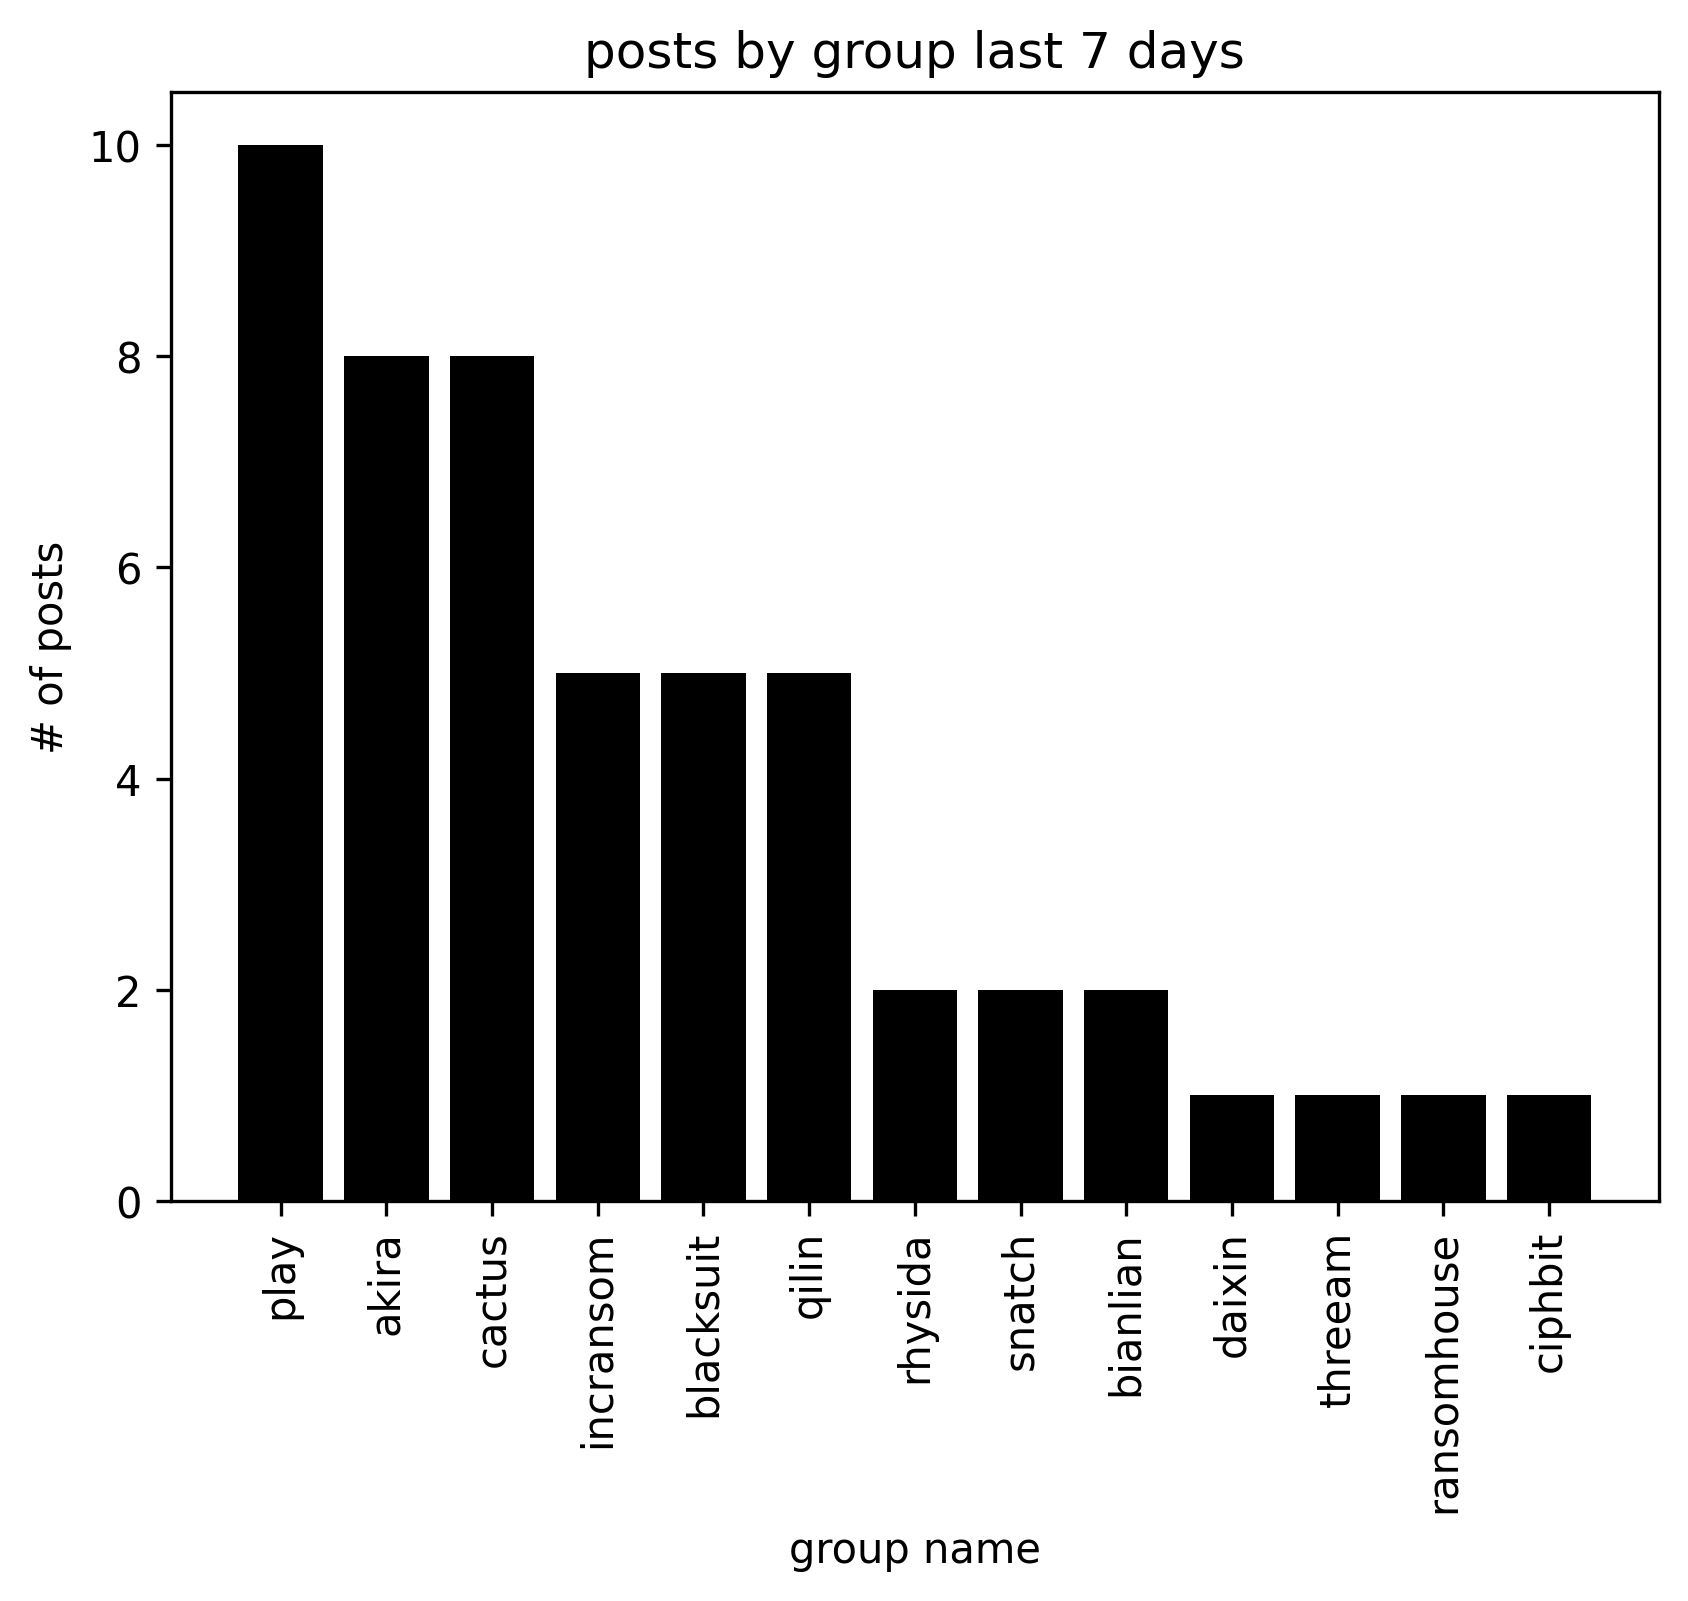 posts by group last 7 days
10
8
6
4
2
0
# of posts
play
akira
cactus
incransom
blacksuit
qilin
rhysida
snatch
bianlian
daixin
threeam
ransomhouse
ciphbit
group name